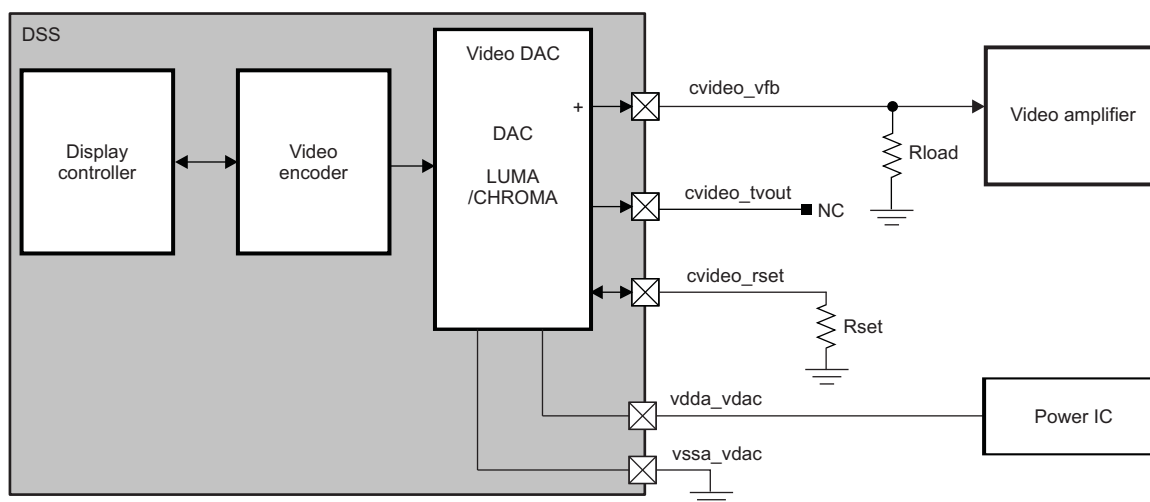 DSS
Display
controller
Video
encoder
Video DAC
+
DAC
LUMA
/CHROMA
cvideo_vfb
Rload
Video amplifier
cvideo_tvout
NC
cvideo_rset
Rset
vdda_vdac
Power IC
vssa_vdac